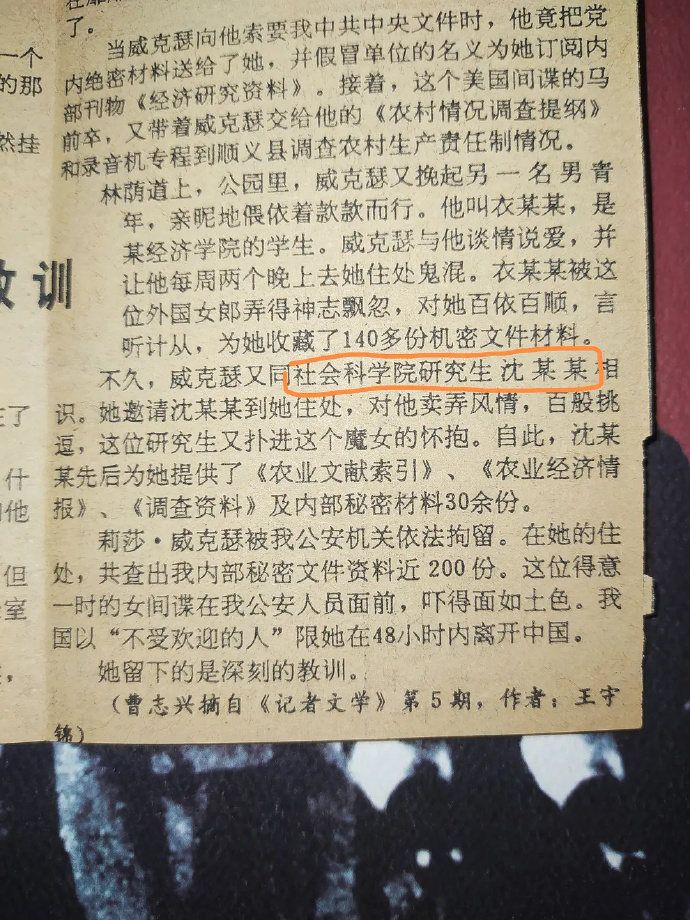 了。
当威克瑟向他索要我中共中央文件时，他竟把党
内绝密材料送给了她，并假冒单位的名义为她订阅内
部刊物《经济研究资料》。接着，这个美国间谍的马
前卒，又带着威克瑟交给他的《农村情况调查提纲》
和录音机专程到顺义县调查农村生产责任制情况。
林荫道上，公园里，威克瑟又挽起另一名男青
年，亲昵地偎依着款款而行。他叫衣某某，是
某经济学院的学生。威克瑟与他谈情说爱，并
让他每周两个晚上去她住处鬼混。衣某某被这
位外国女郎弄得神志飘忽，对她百依百顺，言
听计从，为她收藏了140多份机密文件材料。
不久，威克瑟又同社会科学院研究生沈某某相
识。她邀请沈某某到她住处，对他卖弄风情，百般挑
逗，这位研究生又扑进这个魔女的怀抱。自此，沈某
某先后为她提供了《农业文献索引》、《农业经济情
报》、《调查资料》及内部秘密材料30余份。
莉莎·威克瑟被我公安机关依法拘留。在她的住
处，共查出我内部秘密文件资料近200份。这位得意
一时的女间谍在我公安人员面前，吓得面如土色。我
国以“不受欢迎的人”限她在48小时内离开中国。
她留下的是深刻的教训。
（曹志兴摘自《记者文学》第5期，作者：王守
锦）
一个
的那
然挂
教训
在了
什
他
但
室